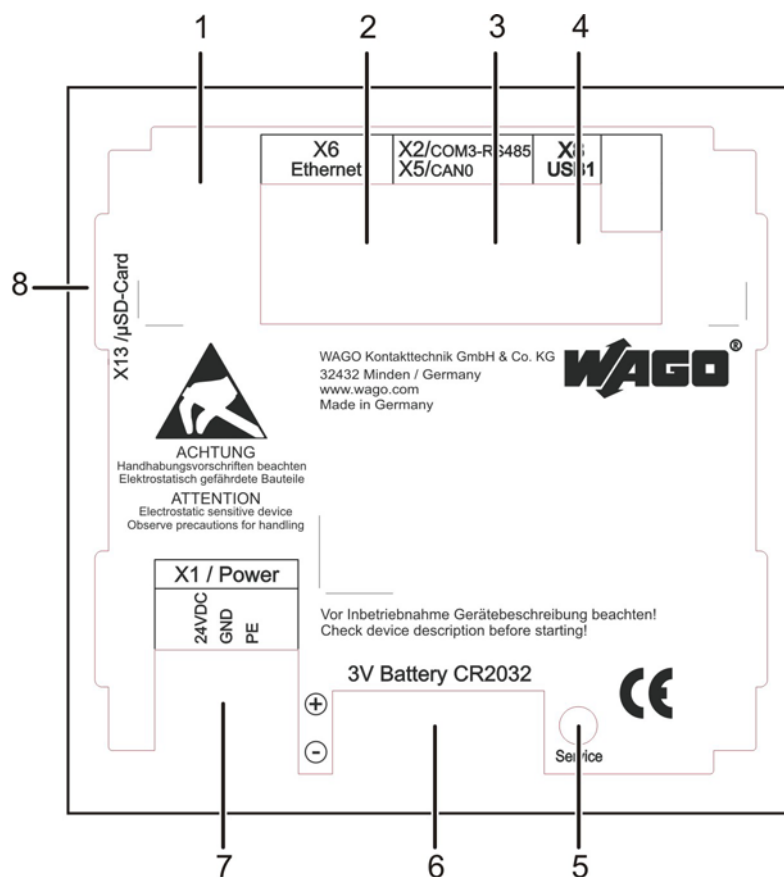 1
2
3
4
X6
Ethernet
X2/COM3-RS485
X5/CAN0
X8
USB1
8
X13 /µSD-Card
WAGO Kontakttechnik GmbH & Co. KG
32432 Minden / Germany
www.wago.com
Made in Germany
WAGO®
ACHTUNG
Handhabungsvorschriften beachten
Elektrostatisch gefährdete Bauteile
ATTENTION
Electrostatic sensitive device
Observe precautions for handling
X1 / Power
24VDC
GND
PE
Vor Inbetriebnahme Gerätebeschreibung beachten!
Check device description before starting!
3V Battery CR2032
+
-
CE
Service
7
6
5